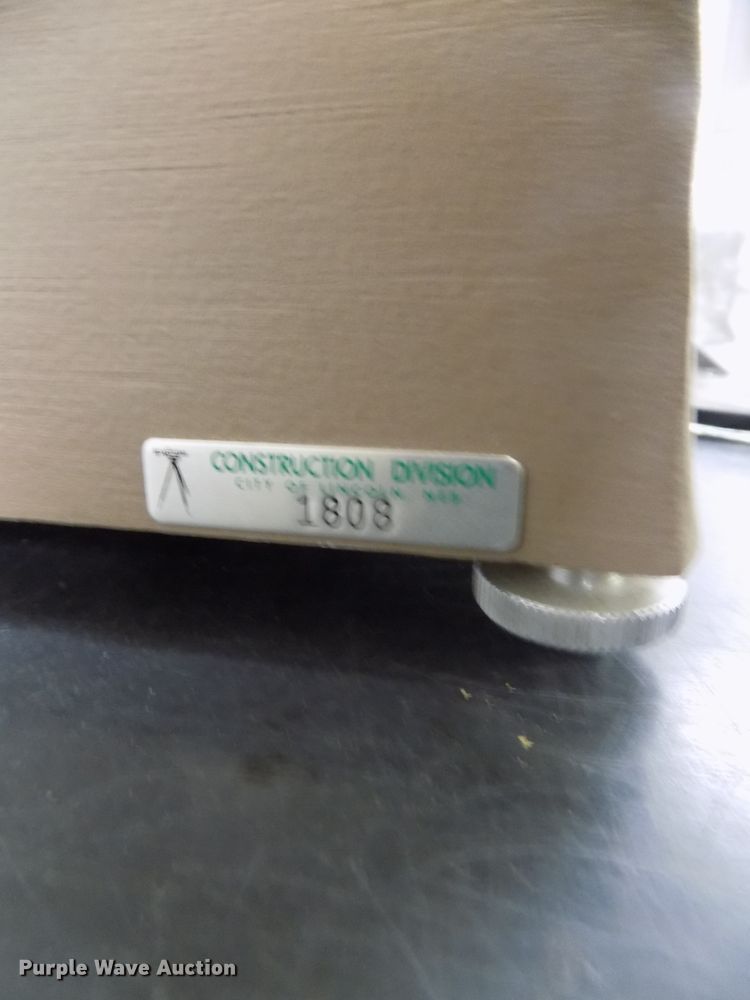 CONSTRUCTION DIVISION
CITY OF LINCOLN, NEB.
1808
Purple Wave Auction